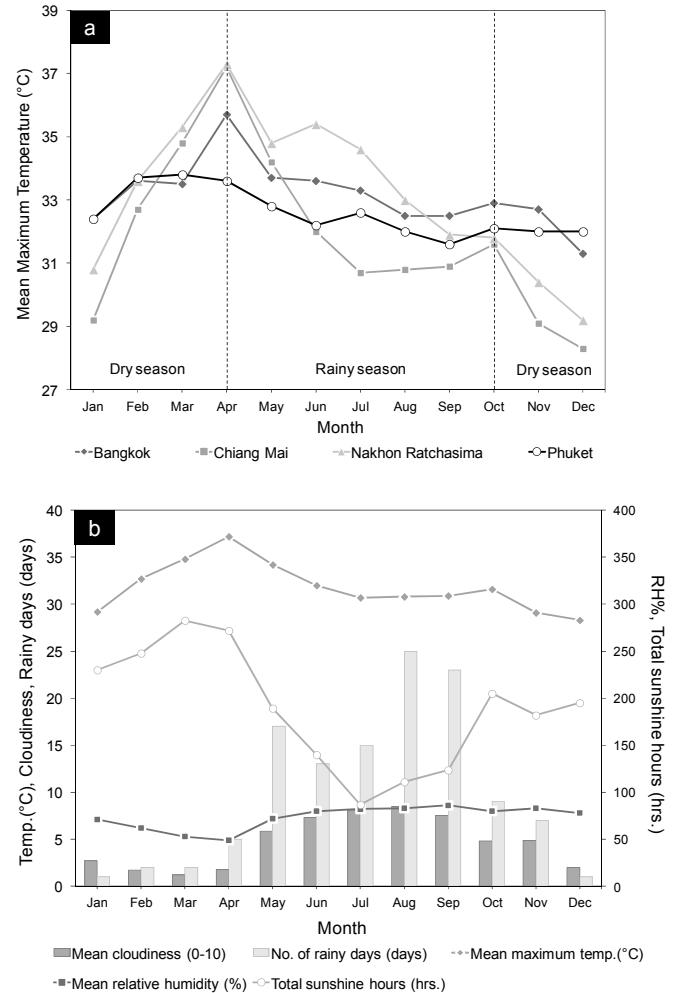 a
Mean Maximum Temperature (°C)
39
37
35
33
31
29
27
Dry season Rainy season Dry season
Jan Feb Mar Apr May Jun Jul Aug Sep Oct Nov Dec
Month
Bangkok Chiang Mai Nakhon Ratchasima Phuket
b
Temp.(°C), Cloudiness, Rainy days (days)
40
35
30
25
20
15
10
5
0
400
350
300
250
200
150
100
50
0
RH%, Total sunshine hours (hrs.)
Jan Feb Mar Apr May Jun Jul Aug Sep Oct Nov Dec
Month
Mean cloudiness (0-10) No. of rainy days (days) Mean maximum temp.(°C)
Mean relative humidity (%) Total sunshine hours (hrs.)